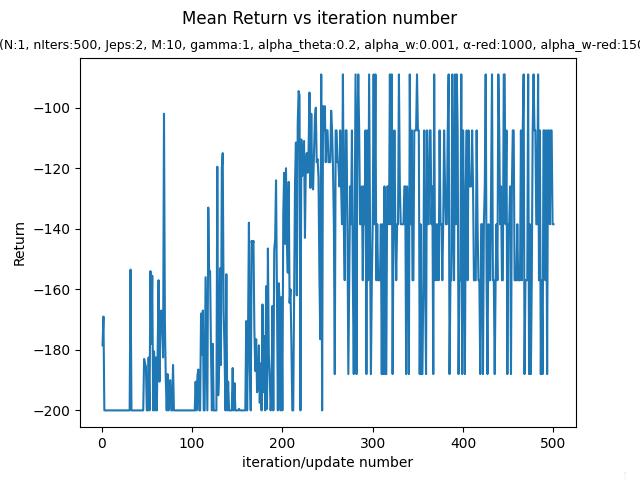 Mean Return vs iteration number
(N:1, nIters:500, Jeps:2, M:10, gamma:1, alpha_theta:0.2, alpha_w:0.001, α-red:1000, alpha_w-red:150
−100
−120
−140
−160
−180
−200
Return
0 100 200 300 400 500
iteration/update number